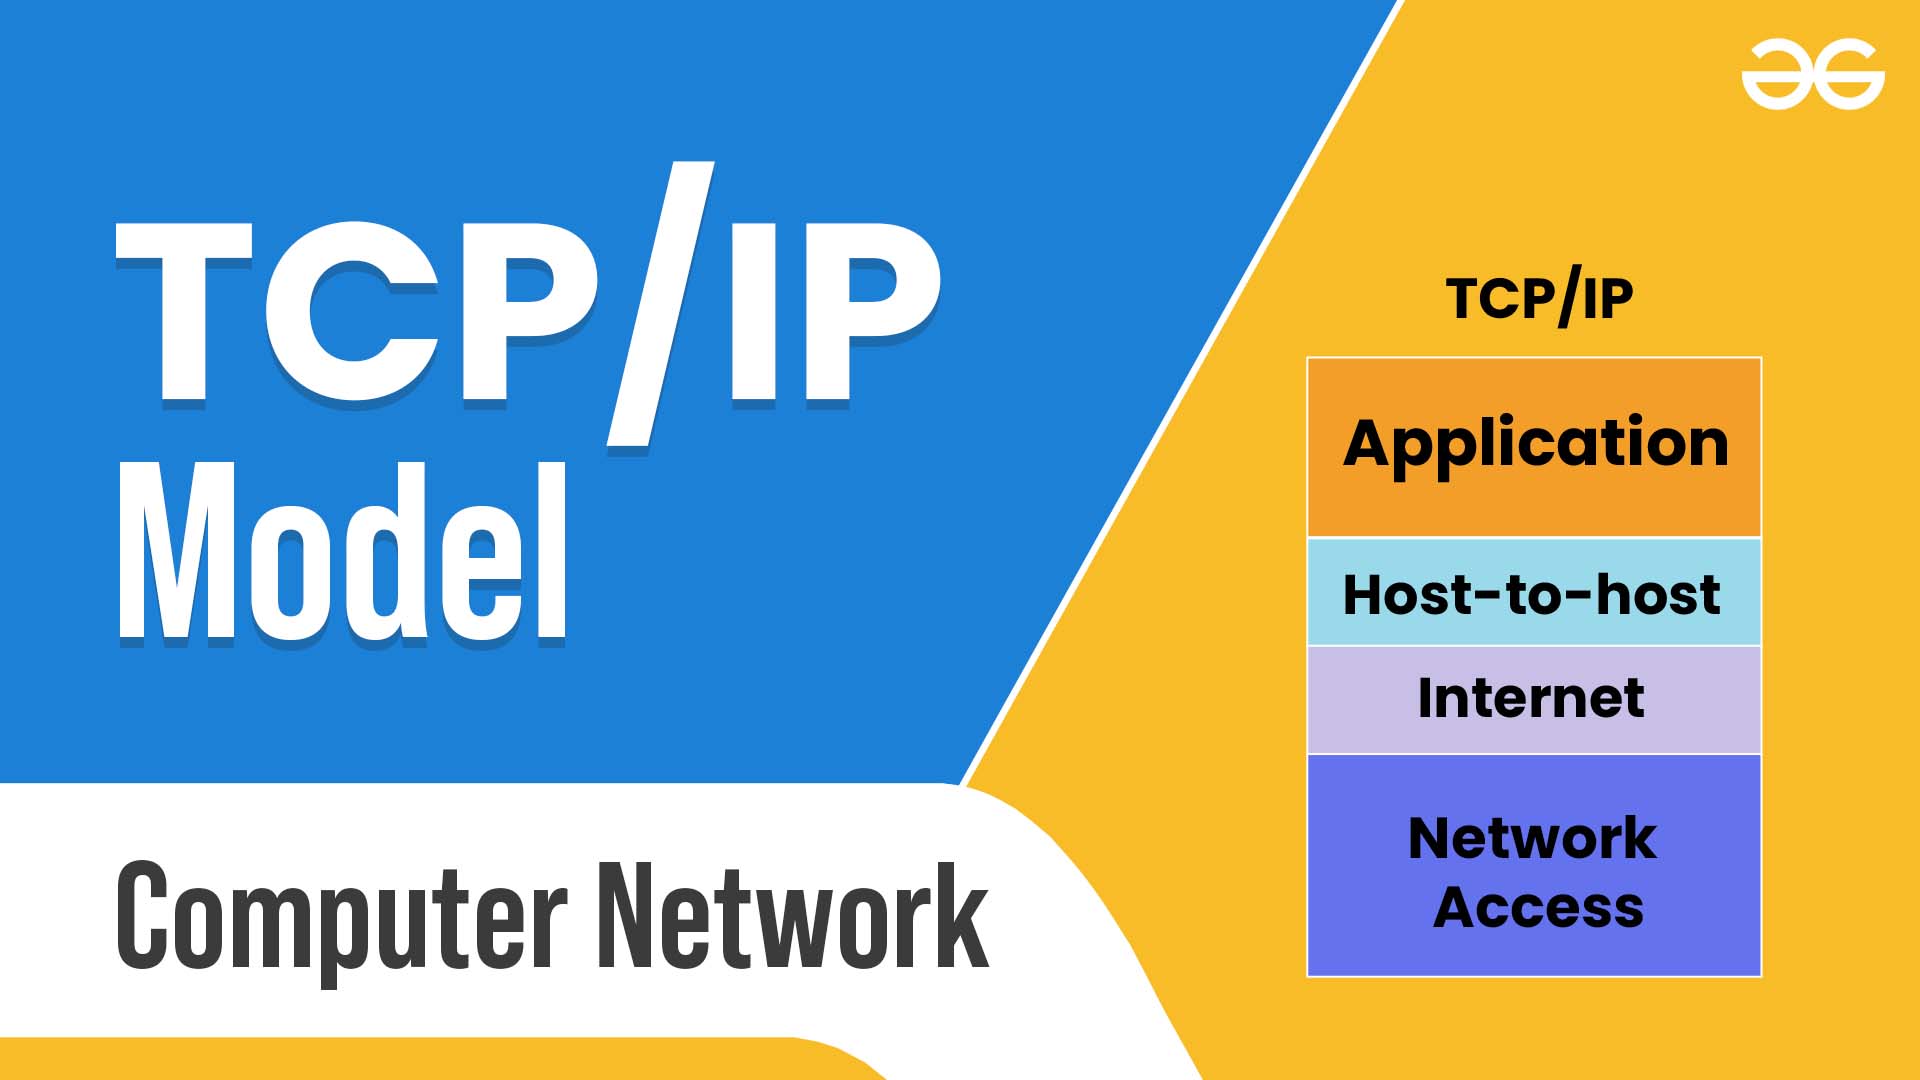 TCP/IP
Model
Computer Network
TCP/IP
Application
Host-to-host
Internet
Network
Access